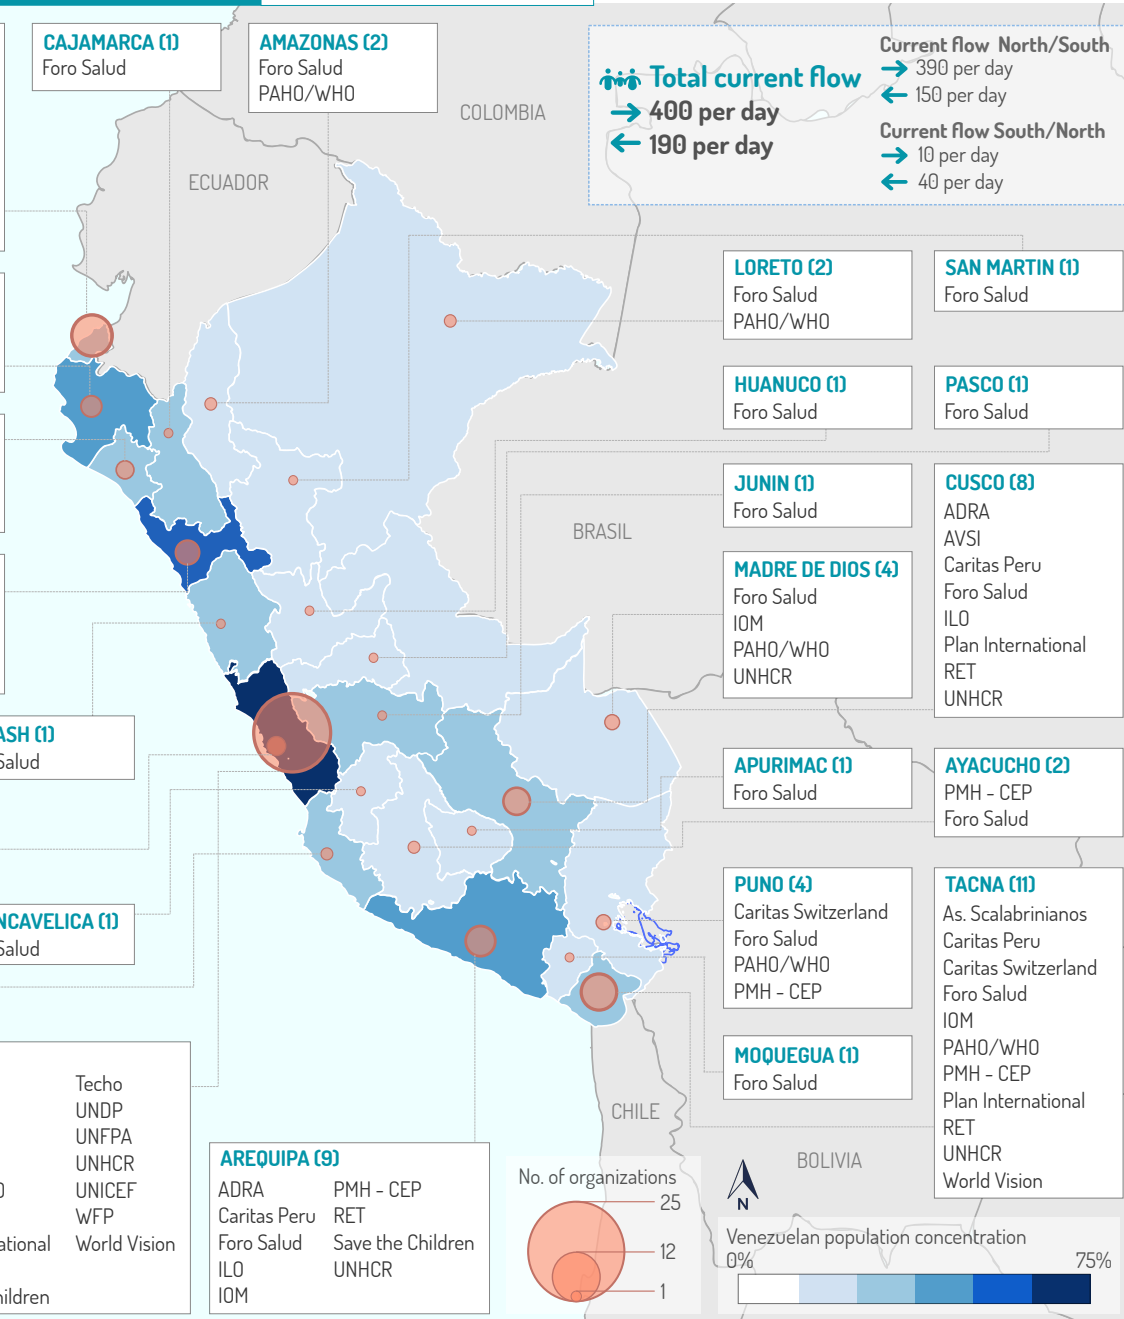 CAJAMARCA (1)
Foro Salud
AMAZONAS (2)
Foro Salud
PAHO/WHO
COLOMBIA
ECUADOR
Total current flow
400 per day
190 per day
Current flow North/South
390 per day
150 per day
Current flow South/North
10 per day
40 per day
LORETO (2)
Foro Salud
PAHO/WHO
SAN MARTIN (1)
Foro Salud
HUANUCO (1)
Foro Salud
PASCO (1)
Foro Salud
JUNIN (1)
Foro Salud
CUSCO (8)
ADRA
AVSI
Caritas Peru
Foro Salud
ILO
Plan International
RET
UNHCR
BRASIL
MADRE DE DIOS (4)
Foro Salud
IOM
PAHO/WHO
UNHCR
ASH (1)
Salud
APURIMAC (1)
Foro Salud
AYACUCHO (2)
PMH - CEP
Foro Salud
NCAVELICA (1)
Salud
PUNO (4)
Caritas Switzerland
Foro Salud
PAHO/WHO
PMH - CEP
TACNA (11)
As. Scalabrinianos
Caritas Peru
Caritas Switzerland
Foro Salud
IOM
PAHO/WHO
PMH - CEP
Plan International
RET
UNHCR
World Vision
MOQUEGUA (1)
Foro Salud
CHILE
BOLIVIA
O
ational
hildren
Techo
UNDP
UNFPA
UNHCR
UNICEF
WFP
World Vision
AREQUIPA (9)
ADRA
Caritas Peru
Foro Salud
ILO
IOM
PMH - CEP
RET
Save the Children
UNHCR
No. of organizations
25
12
1
N
Venezuelan population concentration
0% 75%